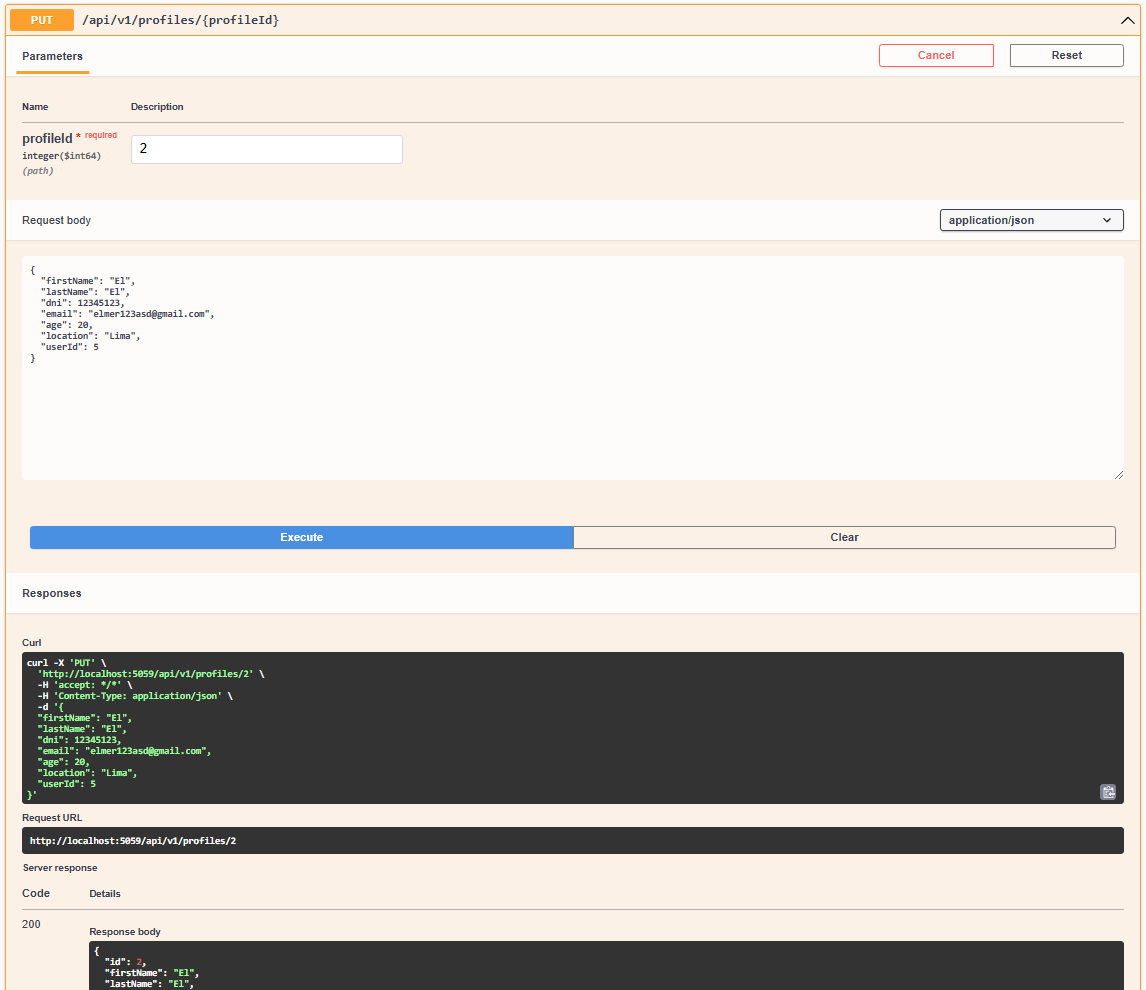 PUT /api/v1/profiles/{profileId}
Parameters
Cancel
Reset
Name Description
profileId * required
integer($int64)
(path)
2
Request body
application/json
{
  "firstName": "El",
  "lastName": "El",
  "dni": 12345123,
  "email": "elmer123asd@gmail.com",
  "age": 20,
  "location": "Lima",
  "userId": 5
}
Execute
Clear
Responses
Curl
curl -X 'PUT' \
  'http://localhost:5059/api/v1/profiles/2' \
  -H 'accept: */*' \
  -H 'Content-Type: application/json' \
  -d '{
  "firstName": "El",
  "lastName": "El",
  "dni": 12345123,
  "email": "elmer123asd@gmail.com",
  "age": 20,
  "location": "Lima",
  "userId": 5
}'
Request URL
http://localhost:5059/api/v1/profiles/2
Server response
Code Details
200
Response body
{
  "id": 2,
  "firstName": "El",
  "lastName": "El",